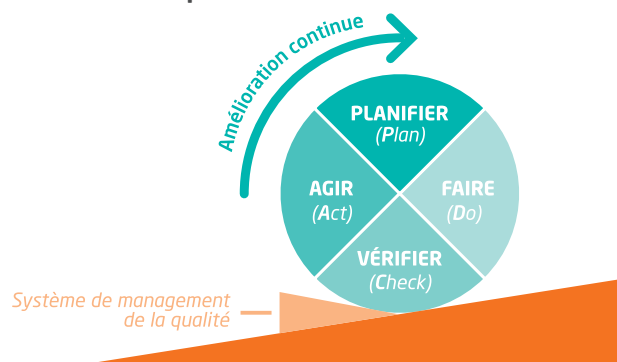 Amélioration continue
PLANIFIER
(Plan)
AGIR
(Act)
FAIRE
(Do)
VÉRIFIER
(Check)
Système de management
de la qualité